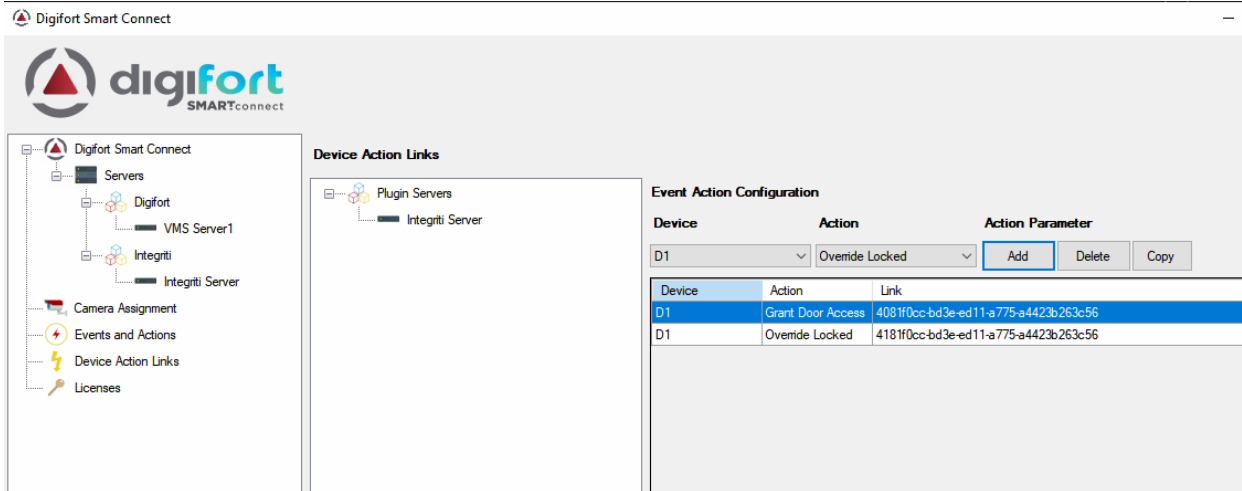 Digifort Smart Connect
digifort
SMARTconnect
Digifort Smart Connect
Servers
Digifort
VMS Server1
Integriti
Integriti Server
Camera Assignment
Events and Actions
Device Action Links
Licenses
Device Action Links
Plugin Servers
Integriti Server
Event Action Configuration
Device Action Action Parameter
D1 Override Locked Add Delete Copy
Device Action Link
D1 Grant Door Access 4081f0cc-bd3e-ed11-a775-a4423b263c56
D1 Override Locked 4181f0cc-bd3e-ed11-a775-a4423b263c56